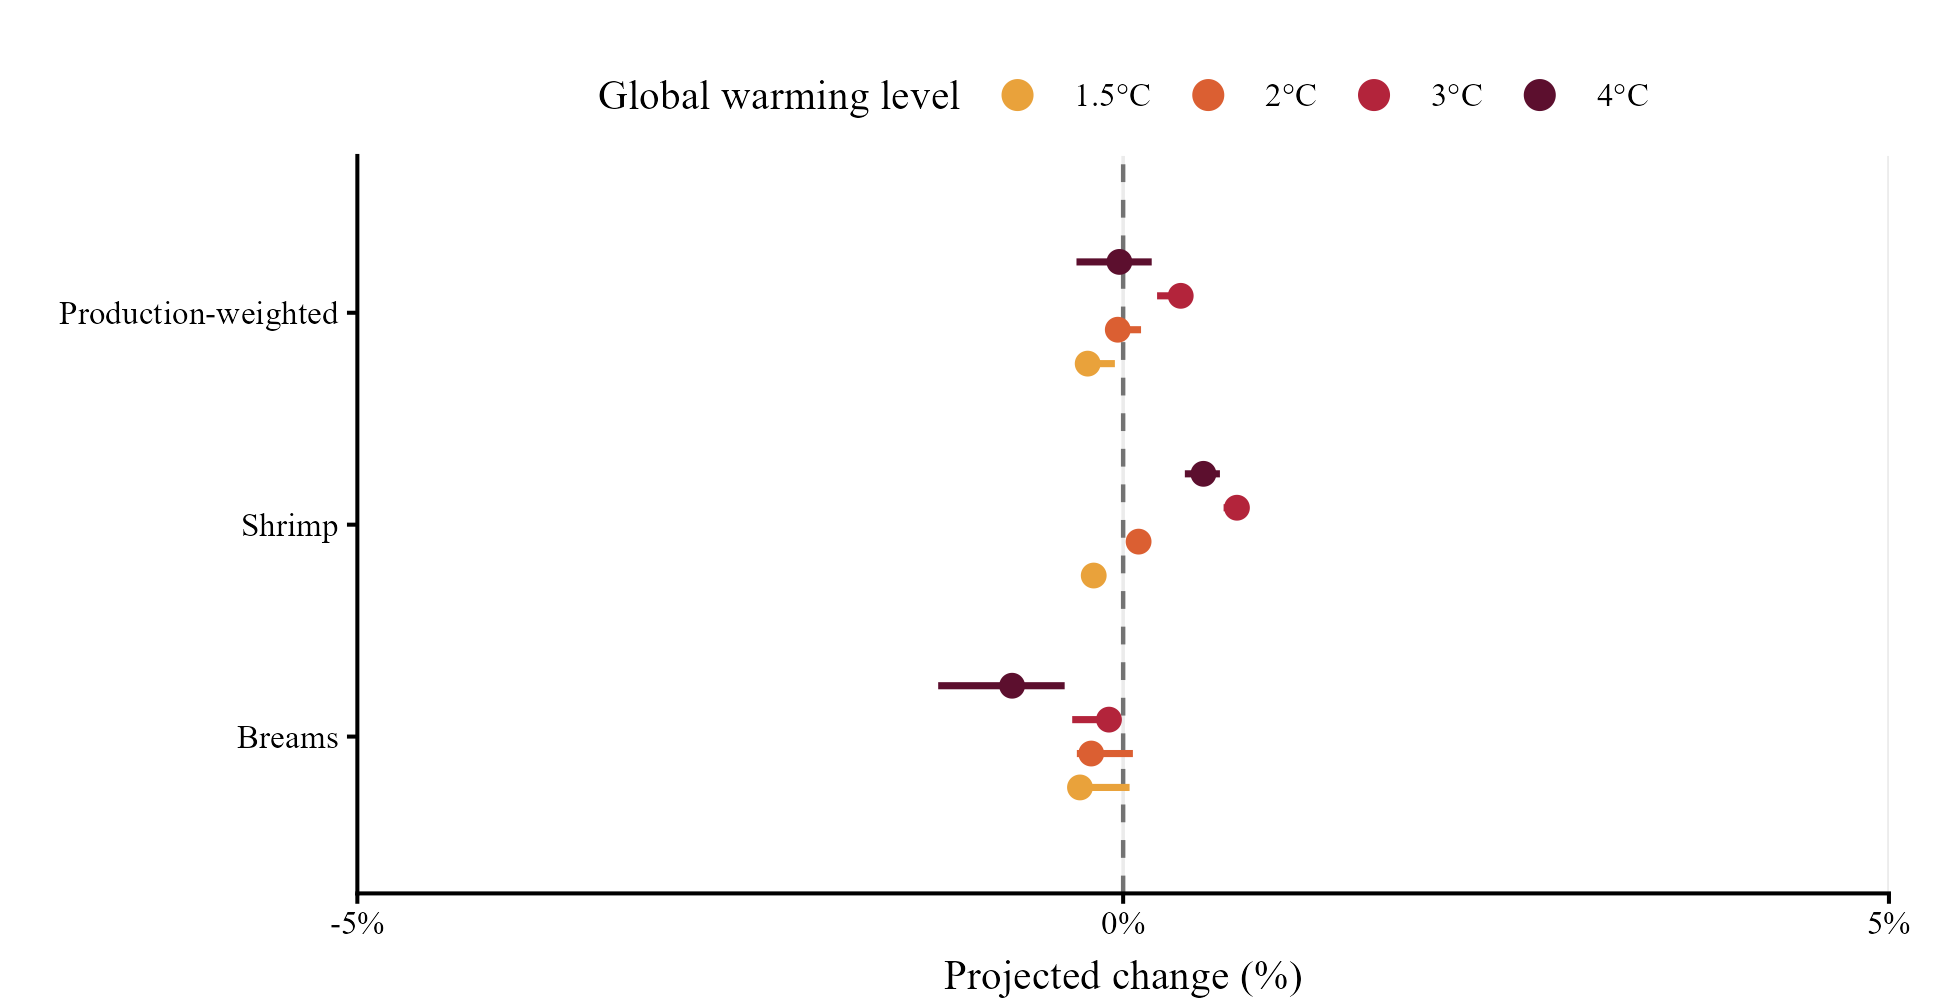 Global warming level 1.5°C 2°C 3°C 4°C
Production-weighted
Shrimp
Breams
-5% 0% 5%
Projected change (%)